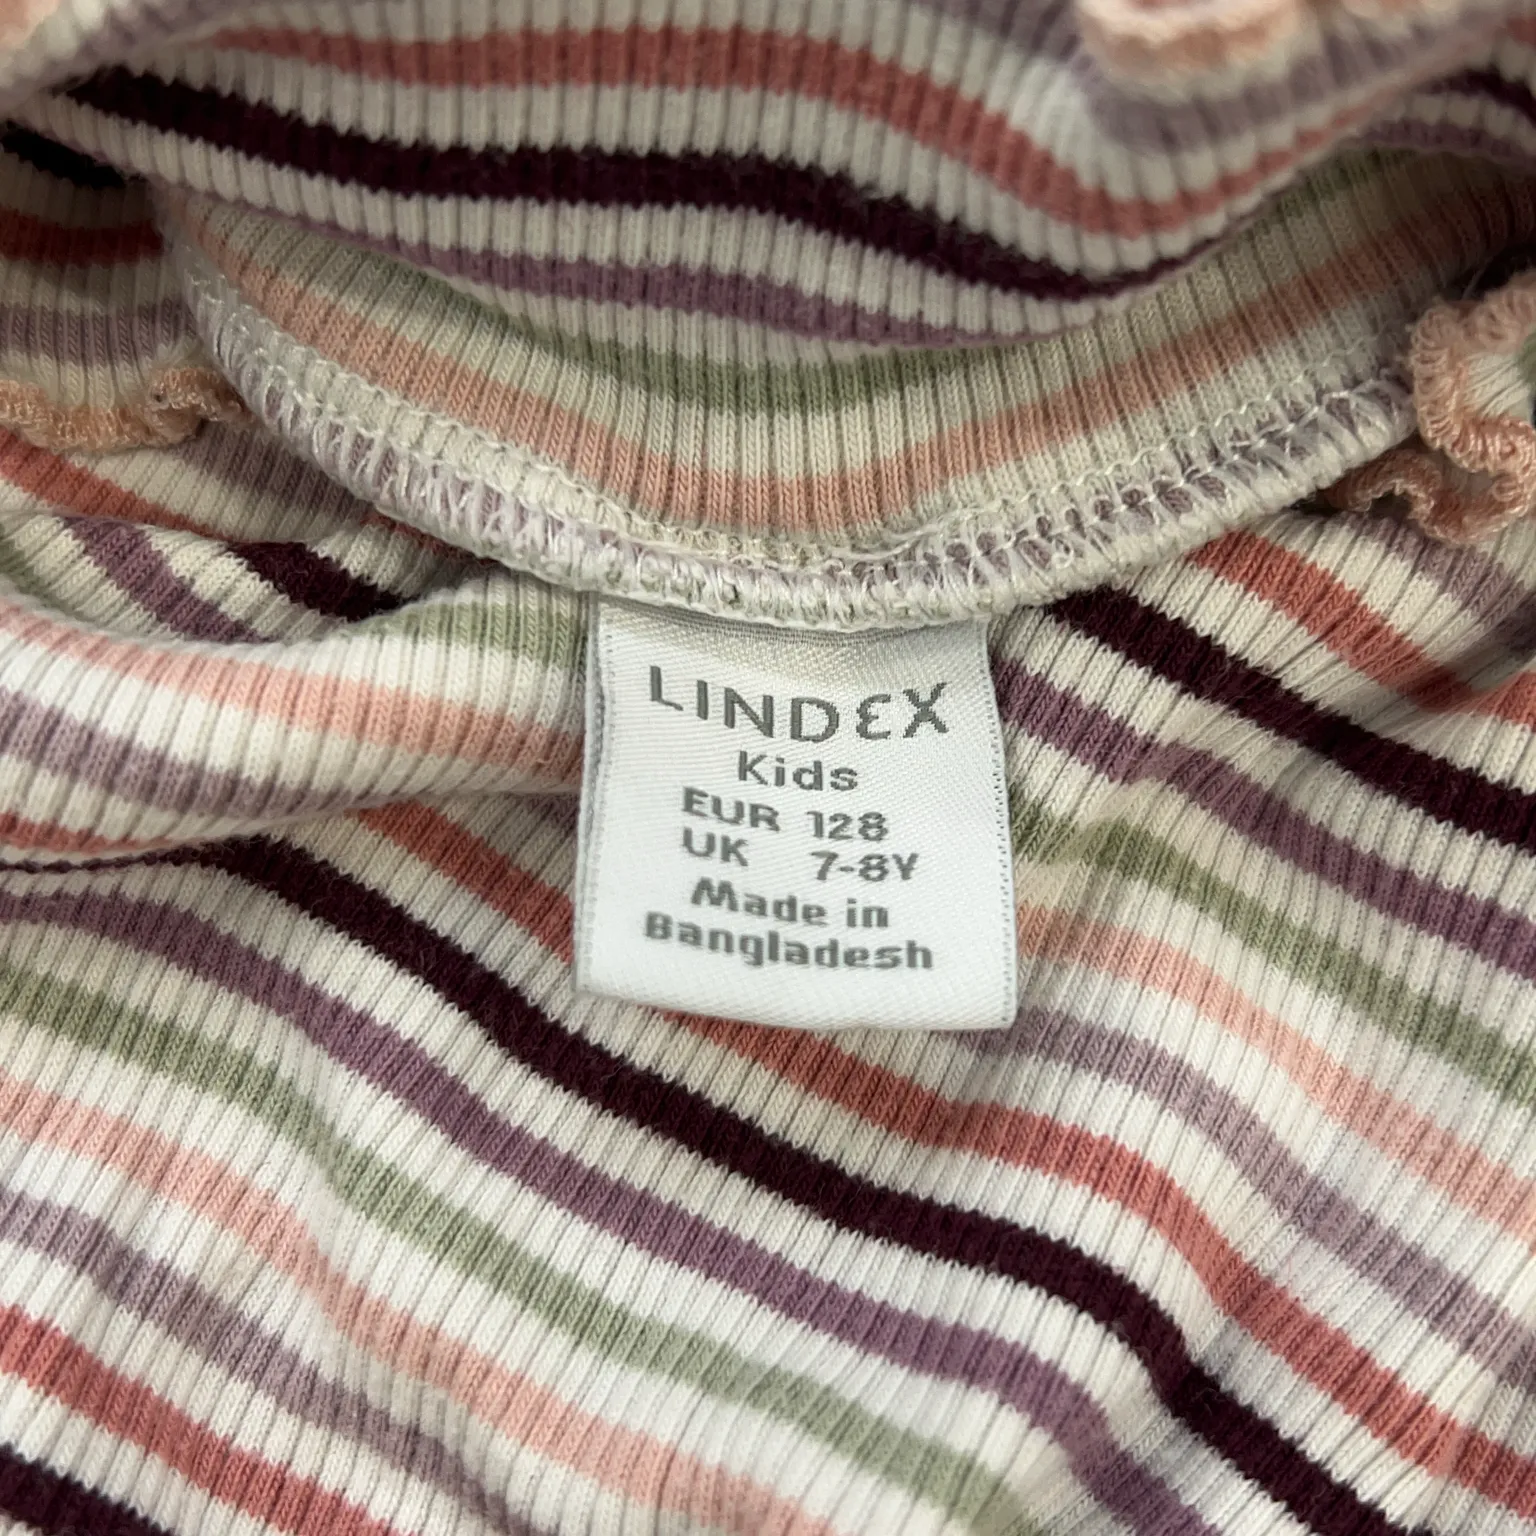 LINDEX
Kids
EUR 128
UK 7-8Y
Made in
Bangladesh